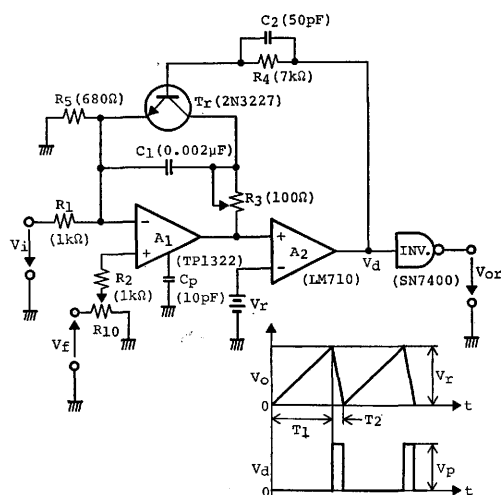 C2(50pF)
R4(7kΩ)
R5(680Ω)
Tr(2N3227)
C1(0.002μF)
R3(100Ω)
R1
(1kΩ)
Vi
-
+
A1
(TP1322)
R2
(1kΩ)
Cp
(10pF)
R10
Vf
+
-
A2
(LM710)
Vr
Vd
INV.
(SN7400)
Vor
Vo
0
T1
T2
t
Vr
Vd
0
Vp
t